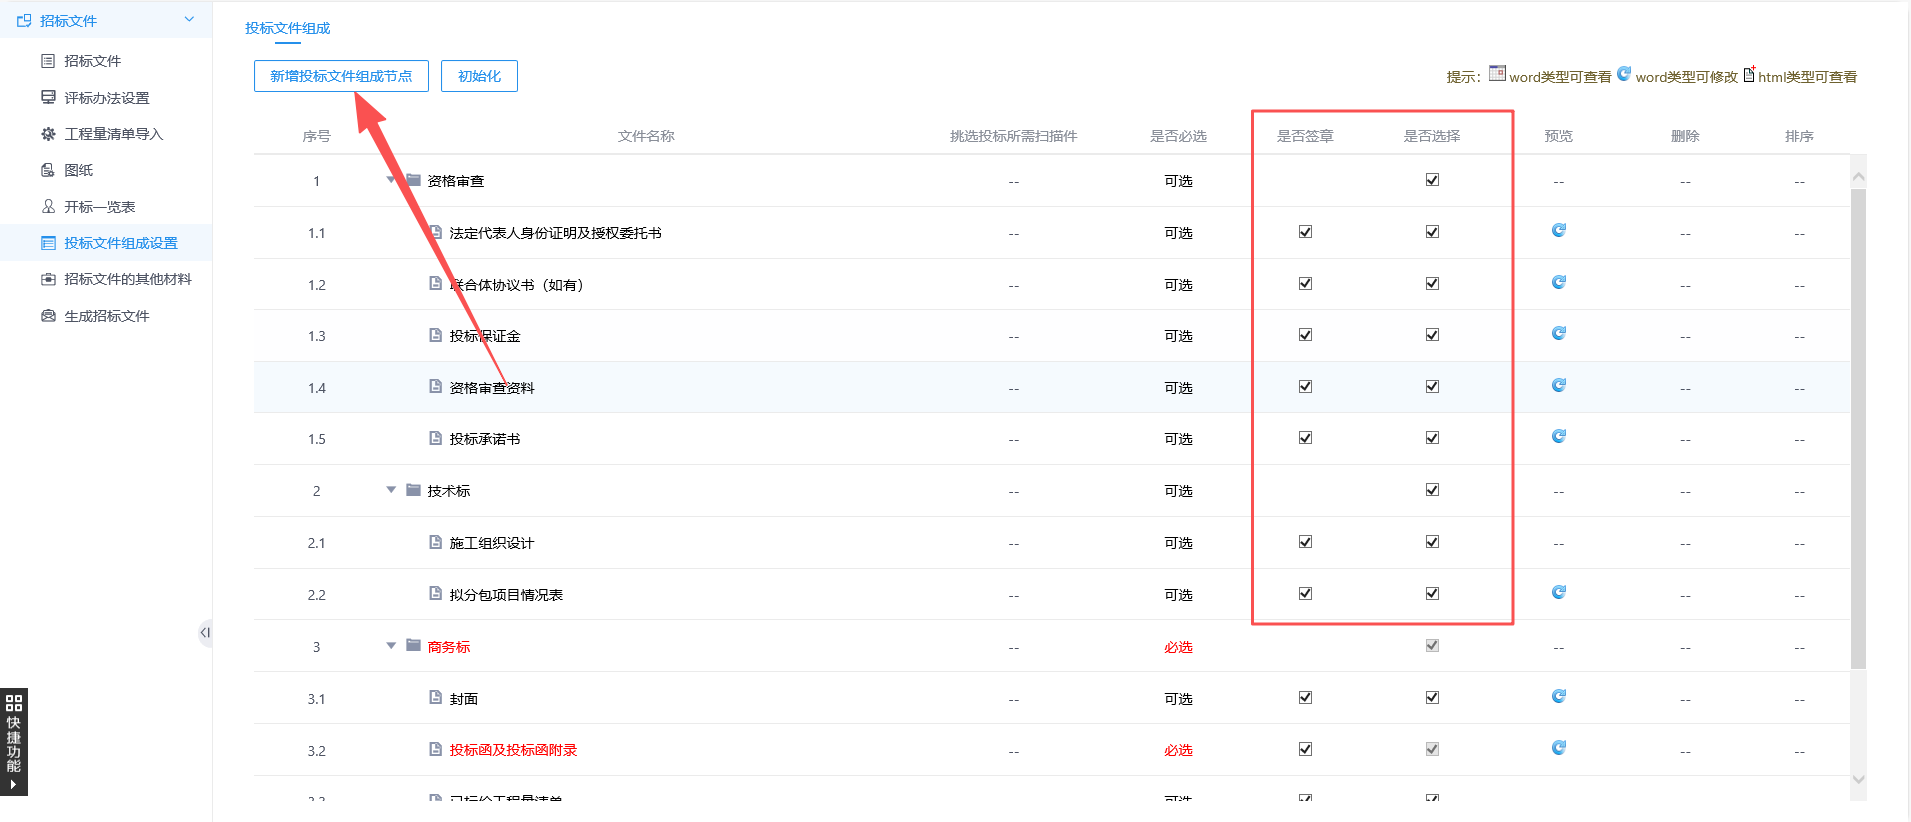 招标文件
招标文件
评标办法设置
工程量清单导入
图纸
开标一览表
投标文件组成设置
招标文件的其他材料
生成招标文件
快捷功能
投标文件组成
新增投标文件组成节点 初始化
提示： word类型可查看 word类型可修改 html类型可查看
序号 文件名称 挑选投标所需扫描件 是否必选 是否签章 是否选择 预览 删除 排序
1 资格审查 -- 可选 -- -- --
1.1 法定代表人身份证明及授权委托书 -- 可选 -- --
1.2 联合体协议书（如有） -- 可选 -- --
1.3 投标保证金 -- 可选 -- --
1.4 资格审查资料 -- 可选 -- --
1.5 投标承诺书 -- 可选 -- --
2 技术标 -- 可选 -- -- --
2.1 施工组织设计 -- 可选 -- -- --
2.2 拟分包项目情况表 -- 可选 -- --
3 商务标 -- 必选 -- -- --
3.1 封面 -- 可选 -- --
3.2 投标函及投标函附录 -- 必选 -- --
3.3 已标价工程量清单 可选